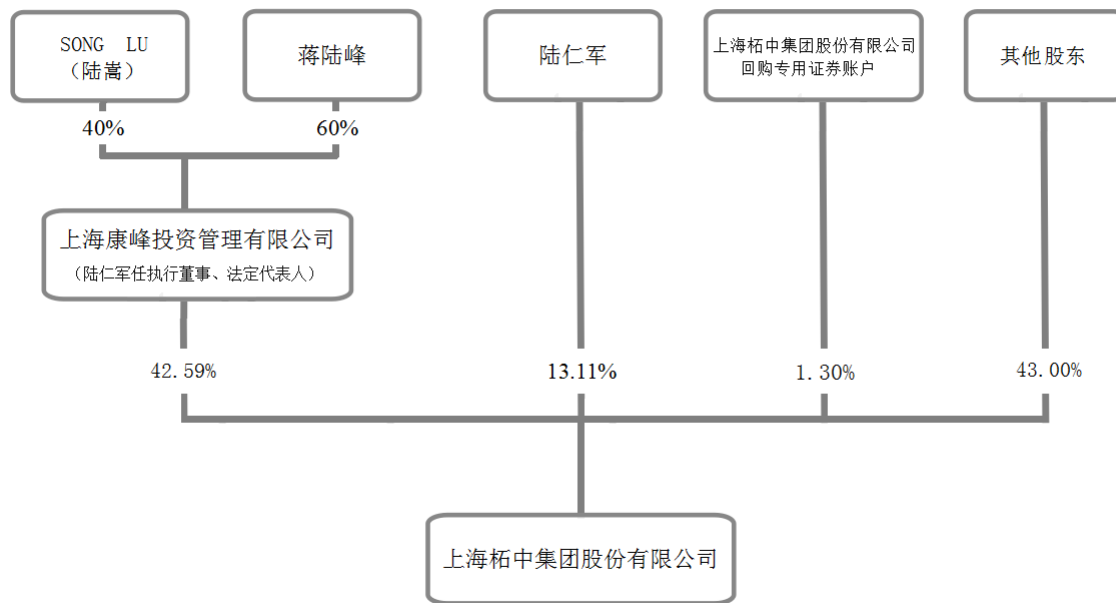 SONG LU
（陆嵩）
蒋陆峰
陆仁军
上海柘中集团股份有限公司
回购专用证券账户
其他股东
40%
60%
上海康峰投资管理有限公司
（陆仁军任执行董事、法定代表人）
42.59%
13.11%
1.30%
43.00%
上海柘中集团股份有限公司